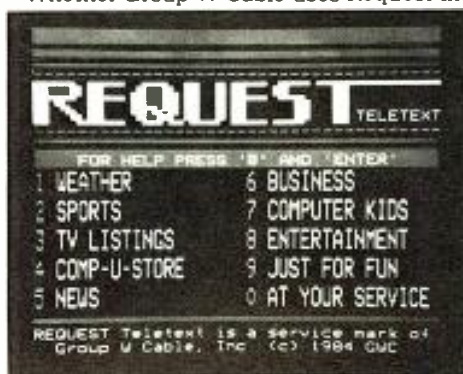 REQUEST
TELETEXT
FOR HELP PRESS '8' AND 'ENTER'
1 WEATHER 6 BUSINESS
2 SPORTS 7 COMPUTER KIDS
3 TV LISTINGS 8 ENTERTAINMENT
4 COMP-U-STORE 9 JUST FOR FUN
5 NEWS 0 AT YOUR SERVICE
REQUEST Teletext is a service mark of
Group W Cable, Inc (c) 1984 GWC